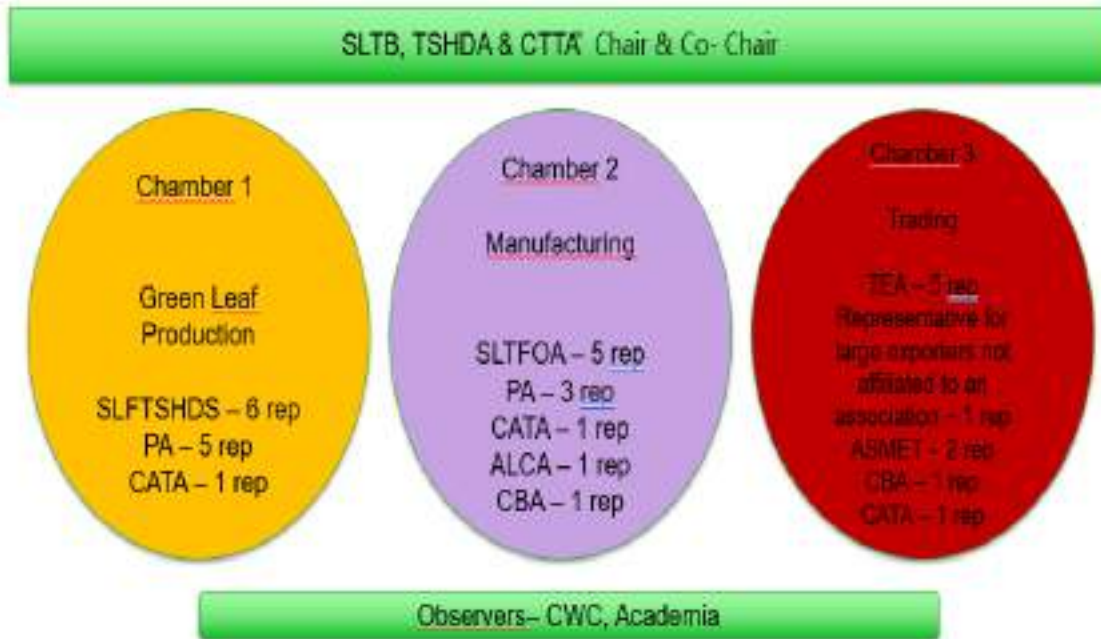 SLTB, TSHDA & CTTA Chair & Co- Chair
Chamber 1
Green Leaf
Production
SLFTSHDS – 6 rep
PA – 5 rep
CATA – 1 rep
Chamber 2
Manufacturing
SLTFOA – 5 rep
PA – 3 rep
CATA – 1 rep
ALCA – 1 rep
CBA – 1 rep
Chamber 3
Trading
TEA – 5 rep
Representative for
large exporters not
affiliated to an
association – 1 rep
ASMET – 2 rep
CBA – 1 rep
CATA – 1 rep
Observers– CWC, Academia